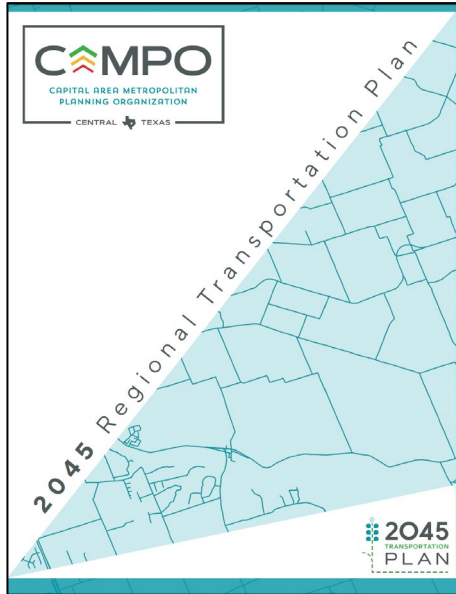 CAMPO
CAPITAL AREA METROPOLITAN
PLANNING ORGANIZATION
CENTRAL TEXAS
2045 Regional Transportation Plan
2045
TRANSPORTATION
PLAN